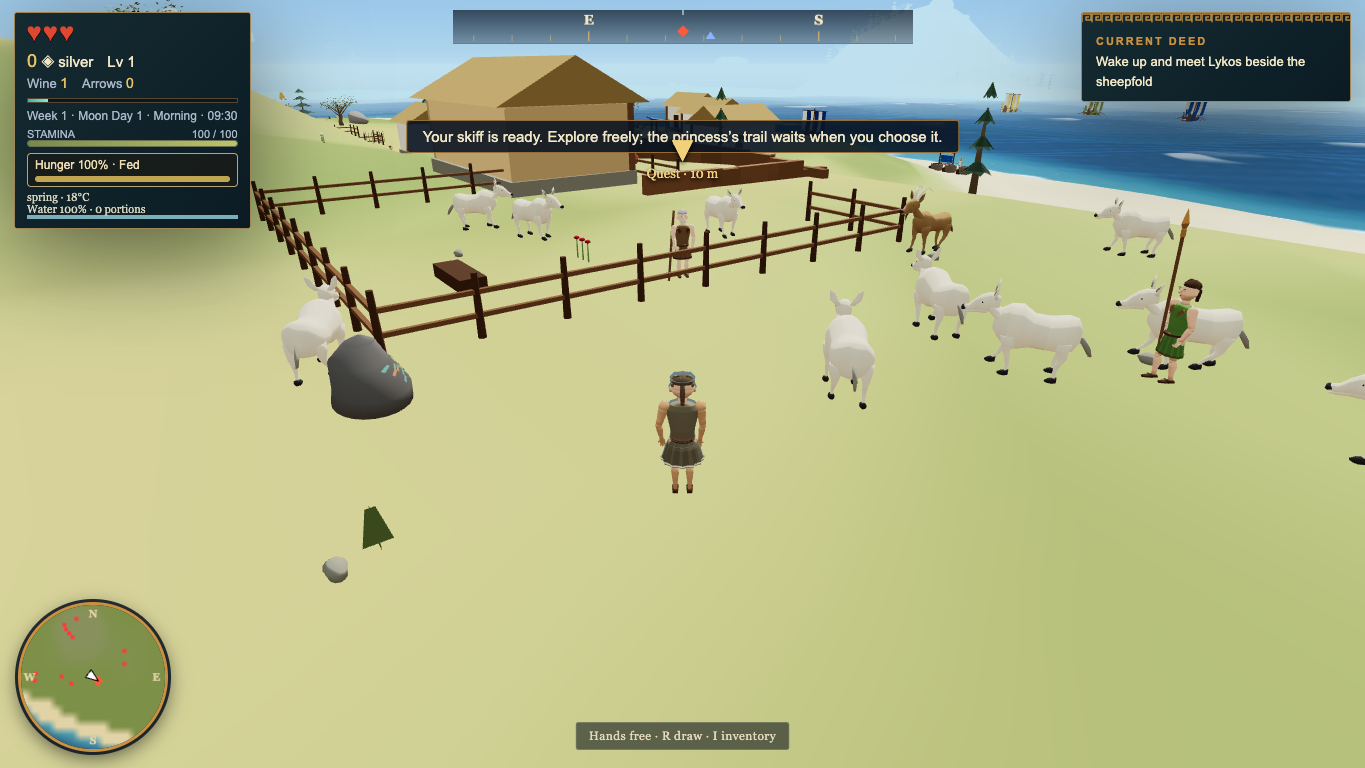 0 ◈ silver Lv 1
Wine 1 Arrows 0
Week 1 · Moon Day 1 · Morning · 09:30
STAMINA 100 / 100
Hunger 100% · Fed
spring · 18°C
Water 100% · 0 portions
E S
CURRENT DEED
Wake up and meet Lykos beside the
sheepfold
Your skiff is ready. Explore freely; the princess's trail waits when you choose it.
Quest · 10 m
N
W E
S
Hands free · R draw · I inventory